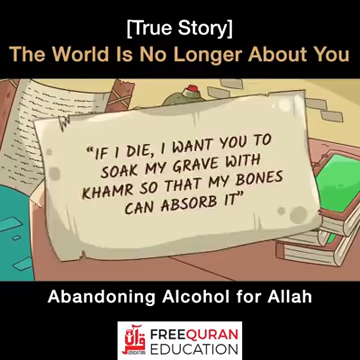 [True Story]
The World Is No Longer About You
"IF I DIE, I WANT YOU TO
SOAK MY GRAVE WITH
KHAMR SO THAT MY BONES
CAN ABSORB IT"
Abandoning Alcohol for Allah
FREEQURAN
EDUCATION